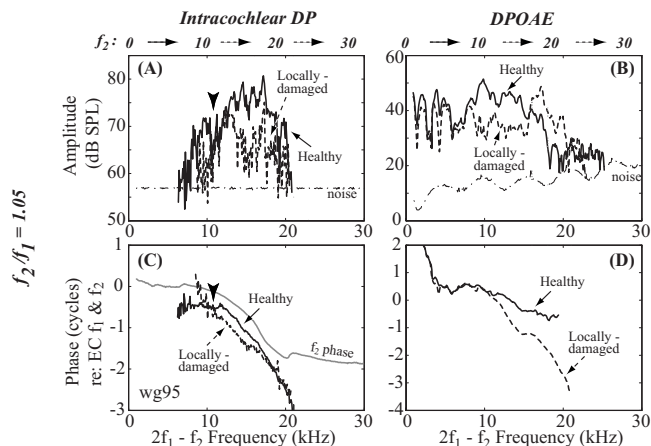 Intracochlear DP
DPOAE
f2: 0 10 20 30 0 10 20 30
(A)
80
70
60
50
Amplitude
(dB SPL)
Locally-
damaged
Healthy
noise
(B)
60
40
20
0
Healthy
Locally-
damaged
noise
f2/f1 = 1.05
(C)
1
0
-1
-2
-3
Phase (cycles)
re: EC f1 & f2
Healthy
Locally -
damaged
f2 phase
wg95
0 10 20 30
2f1 - f2 Frequency (kHz)
(D)
2
1
0
-1
-2
-3
-4
Healthy
Locally -
damaged
0 10 20 30
2f1 - f2 Frequency (kHz)